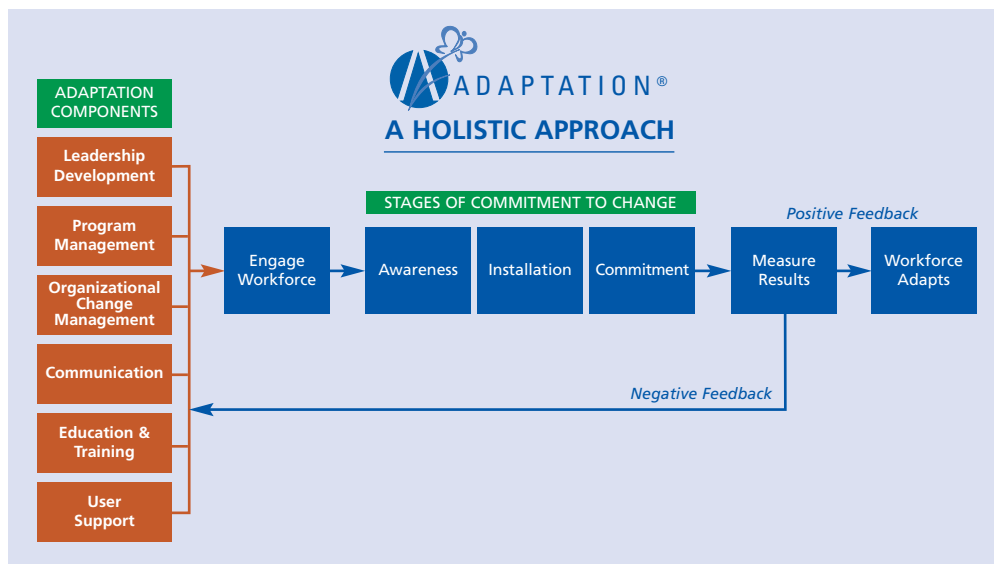 ADAPTATION®
A HOLISTIC APPROACH
ADAPTATION
COMPONENTS
Leadership
Development
Program
Management
Organizational
Change
Management
Communication
Education &
Training
User
Support
Engage
Workforce
STAGES OF COMMITMENT TO CHANGE
Awareness
Installation
Commitment
Measure
Results
Positive Feedback
Workforce
Adapts
Negative Feedback